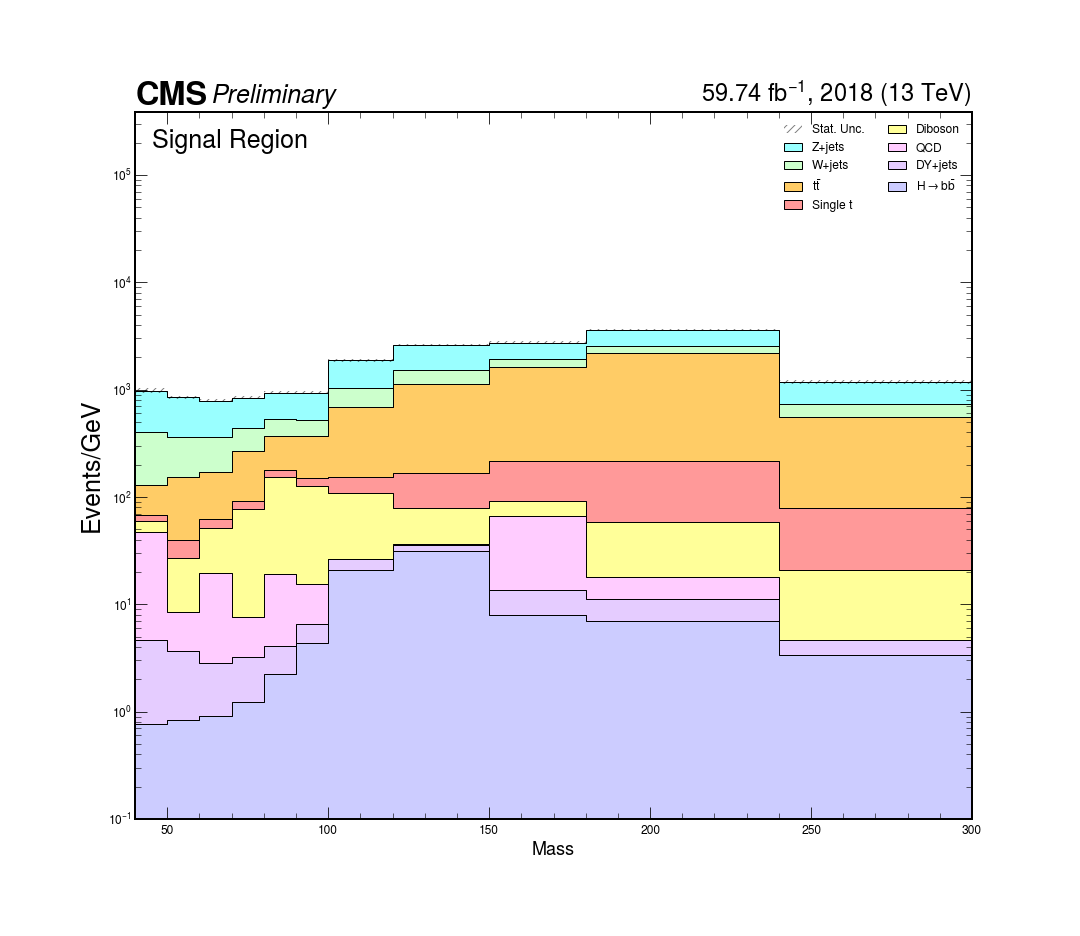 CMS Preliminary
59.74 fb⁻¹, 2018 (13 TeV)
Signal Region
Stat. Unc.
Z+jets
W+jets
tt̄
Single t
Diboson
QCD
DY+jets
H→bb̄
Events/GeV
10⁵
10⁴
10³
10²
10¹
10⁰
10⁻¹
50 100 150 200 250 300
Mass